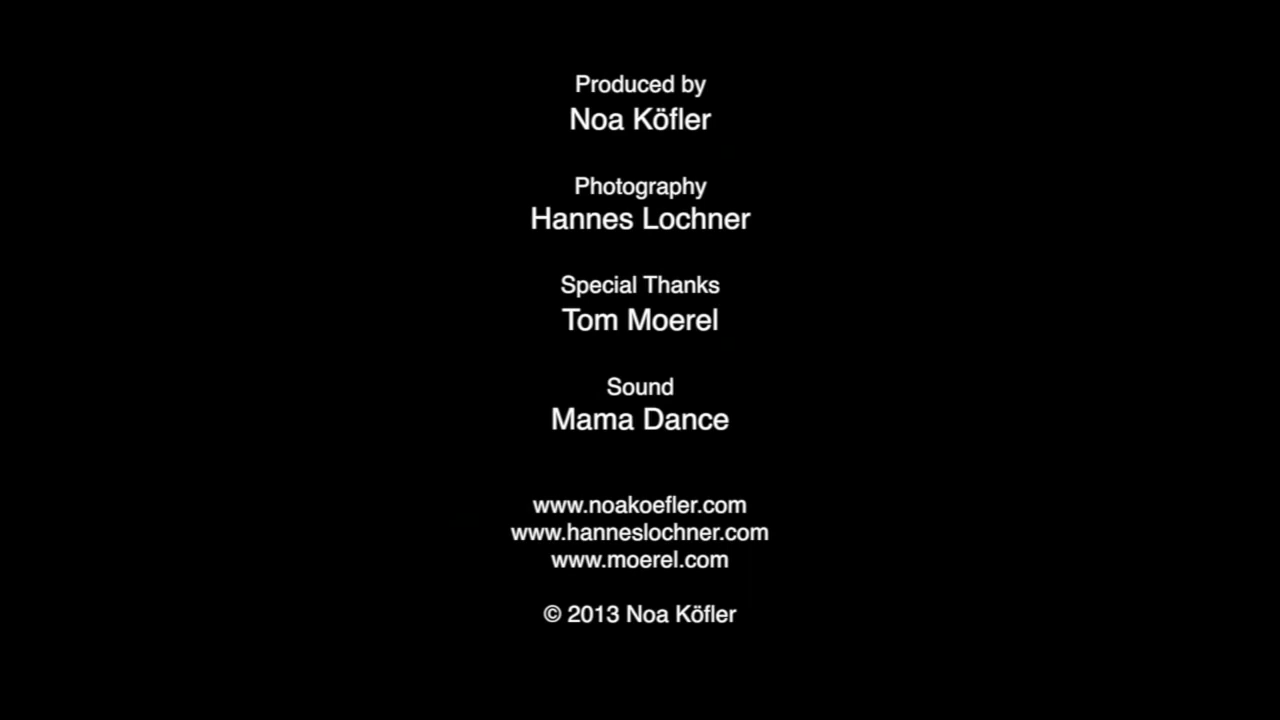 Produced by
Noa Köfler
Photography
Hannes Lochner
Special Thanks
Tom Moerel
Sound
Mama Dance
www.noakoefler.com
www.hanneslochner.com
www.moerel.com
© 2013 Noa Köfler